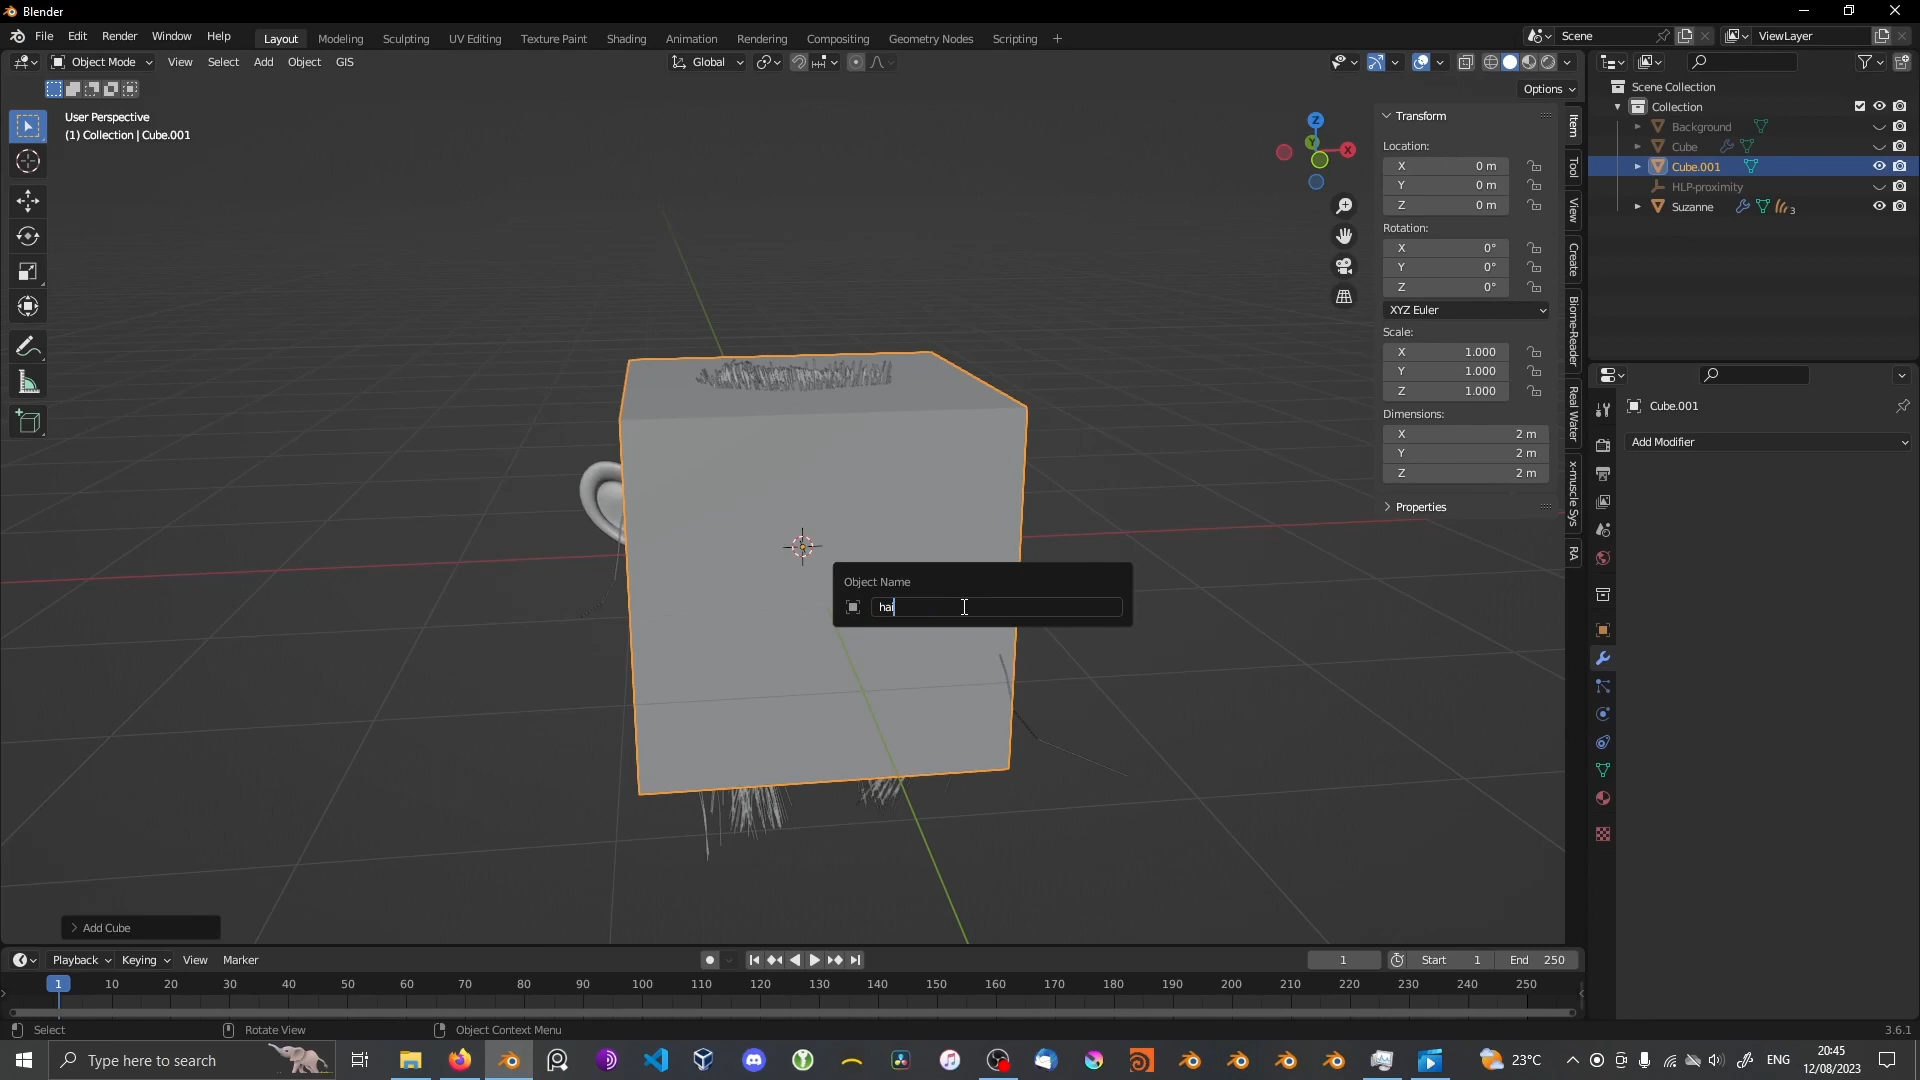 Blender
File Edit Render Window Help
Layout Modeling Sculpting UV Editing Texture Paint Shading Animation Rendering Compositing Geometry Nodes Scripting +
Scene
ViewLayer
Object Mode View Select Add Object GIS
Global
Options
User Perspective
(1) Collection | Cube.001
Z
Y
X
Transform
Location:
X 0 m
Y 0 m
Z 0 m
Rotation:
X 0°
Y 0°
Z 0°
XYZ Euler
Scale:
X 1.000
Y 1.000
Z 1.000
Dimensions:
X 2 m
Y 2 m
Z 2 m
Properties
Item
Tool
View
Create
Biome-Reader
Real Water
x-muscle Sys
RA
Scene Collection
Collection
Background
Cube
Cube.001
HLP-proximity
Suzanne 3
Cube.001
Add Modifier
Object Name
hai
Add Cube
Playback Keying View Marker
1 Start 1 End 250
1 10 20 30 40 50 60 70 80 90 100 110 120 130 140 150 160 170 180 190 200 210 220 230 240 250
Select Rotate View Object Context Menu
3.6.1
Type here to search
23°C
ENG
20:45
12/08/2023